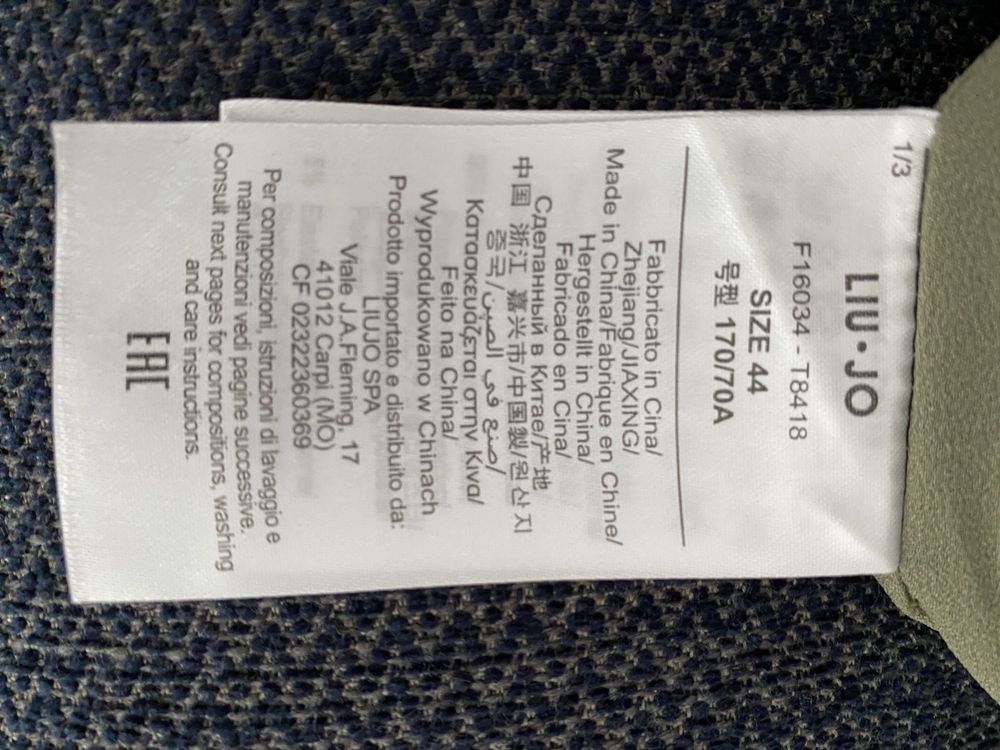 1/3
LIU•JO
F16034 - T8418
SIZE 44
号型 170/70A
Fabbricato in Cina/
Zhejiang/JIAXING/
Made in China/Fabrique en Chine/
Hergestellt in China/
Fabricado en Cina/
Сделанный в Китае/产地
中国 浙江 嘉兴市/中国製/원산지
중국/صنع في الصين/
Κατασκευάζεται στην Κινα/
Feito na China/
Wyprodukowano w Chinach
Prodotto importato e distribuito da:
LIUJO SPA
Viale J.A.Fleming, 17
41012 Carpi (MO)
CF 02322360369
Per composizioni, istruzioni di lavaggio e
manutenzioni vedi pagine successive.
Consult next pages for compositions, washing
and care instructions.
EAC